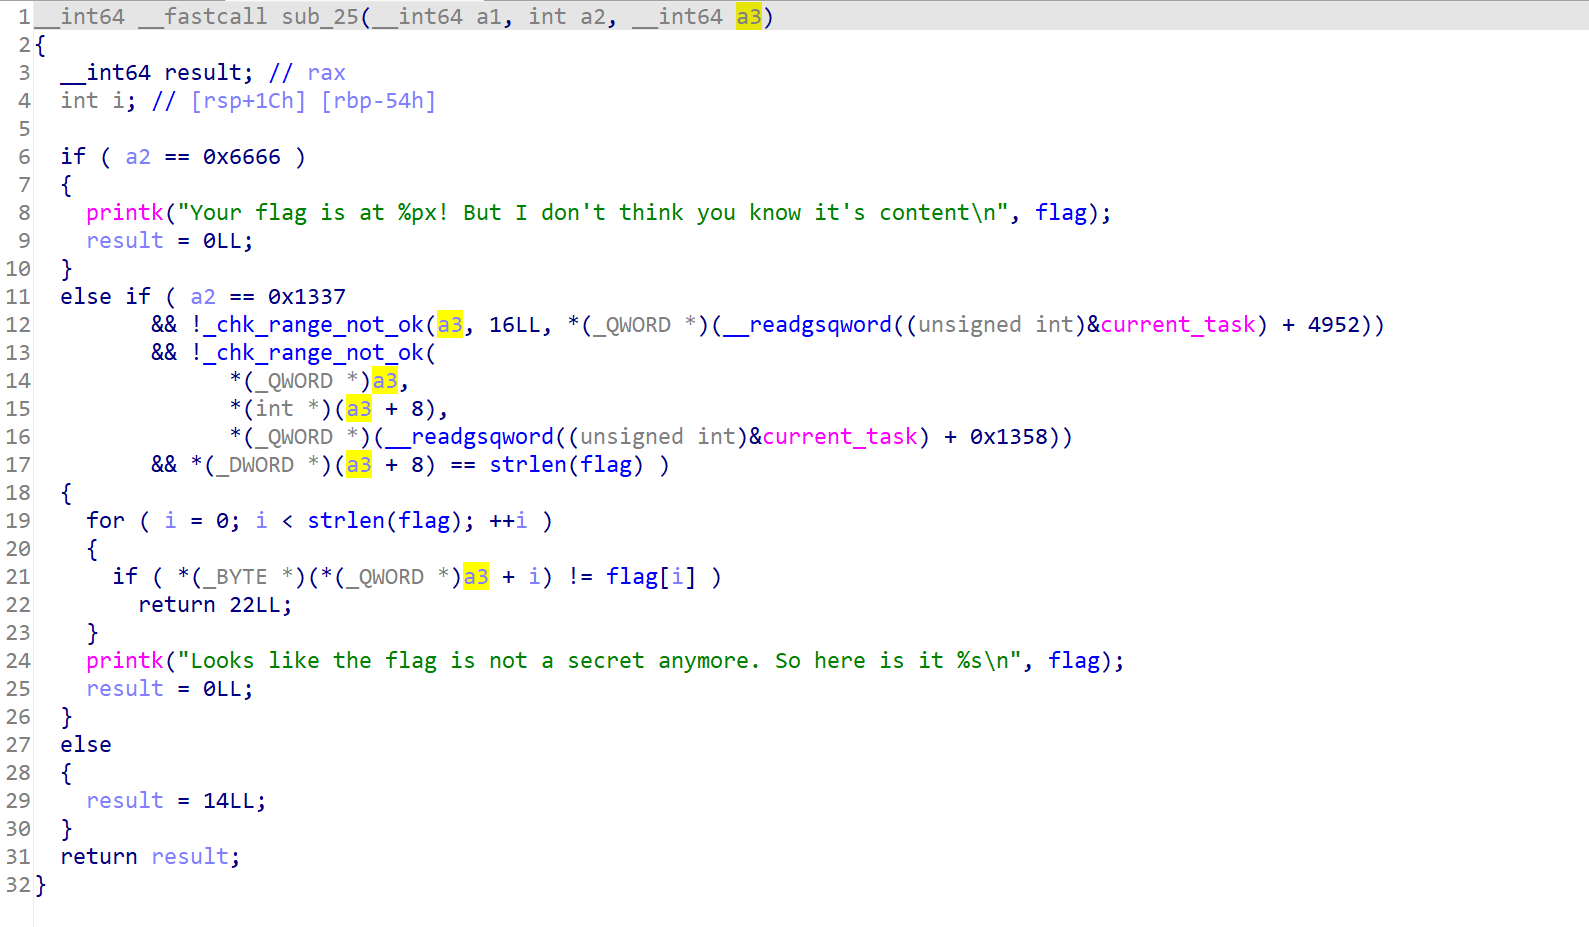 1 __int64 __fastcall sub_25(__int64 a1, int a2, __int64 a3)
2 {
3   __int64 result; // rax
4   int i; // [rsp+1Ch] [rbp-54h]
5
6   if ( a2 == 0x6666 )
7   {
8     printk("Your flag is at %px! But I don't think you know it's content\n", flag);
9     result = 0LL;
10   }
11   else if ( a2 == 0x1337
12          && !_chk_range_not_ok(a3, 16LL, *(_QWORD *)(__readgsqword((unsigned int)&current_task) + 4952))
13          && !_chk_range_not_ok(
14                *(_QWORD *)a3,
15                *(int *)(a3 + 8),
16                *(_QWORD *)(__readgsqword((unsigned int)&current_task) + 0x1358))
17          && *(_DWORD *)(a3 + 8) == strlen(flag) )
18   {
19     for ( i = 0; i < strlen(flag); ++i )
20     {
21       if ( *(_BYTE *)(*(_QWORD *)a3 + i) != flag[i] )
22         return 22LL;
23     }
24     printk("Looks like the flag is not a secret anymore. So here is it %s\n", flag);
25     result = 0LL;
26   }
27   else
28   {
29     result = 14LL;
30   }
31   return result;
32 }